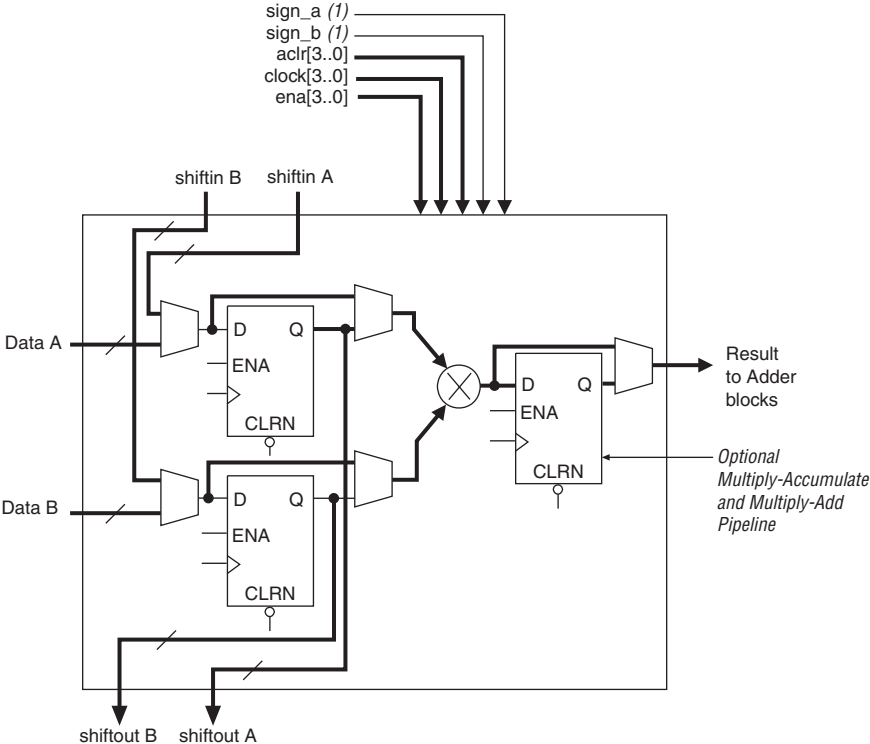 sign_a (1)
sign_b (1)
aclr[3..0]
clock[3..0]
ena[3..0]
shiftin B
shiftin A
Data A
D
Q
ENA
CLRN
Result
to Adder
blocks
D
Q
ENA
CLRN
Optional
Multiply-Accumulate
and Multiply-Add
Pipeline
Data B
D
Q
ENA
CLRN
shiftout B
shiftout A